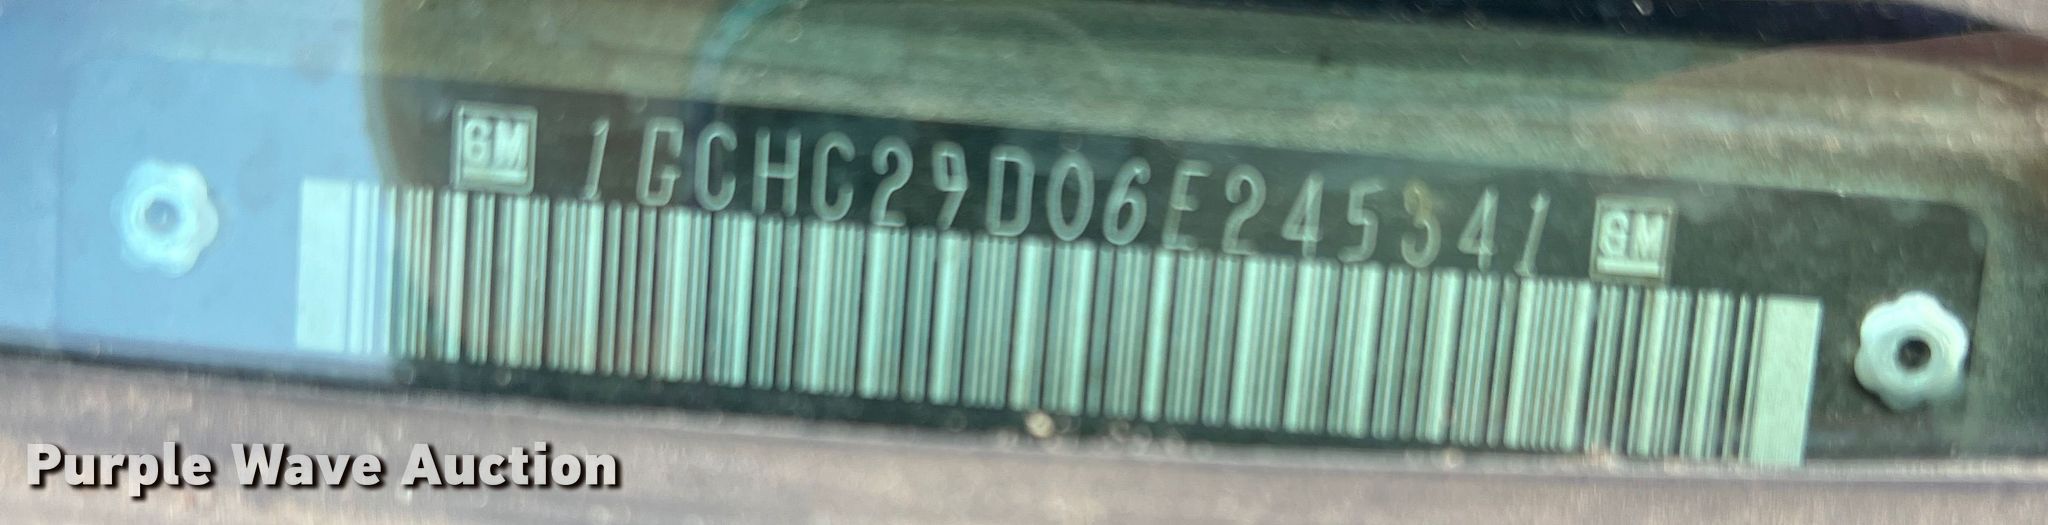 GM 1GCHC29D06E245341 GM
Purple Wave Auction